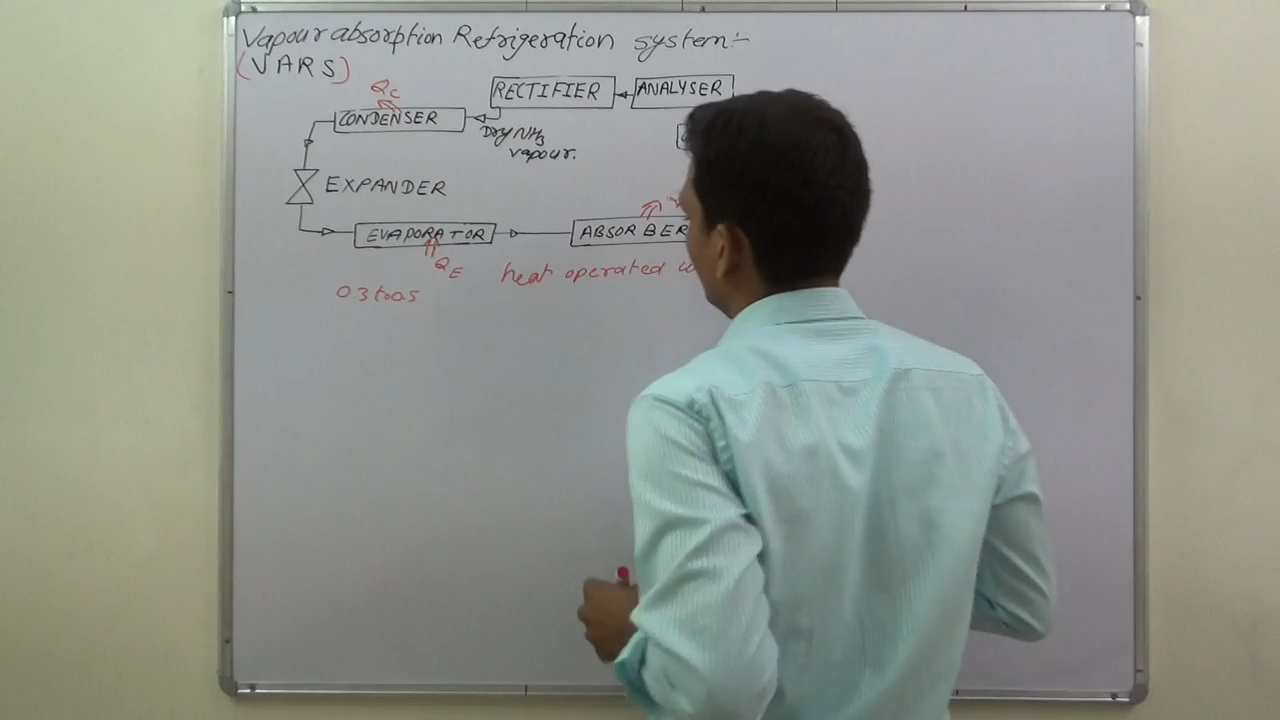 Vapour absorption Refrigeration system:-
(VARS)
RECTIFIER
ANALYSER
Qc
CONDENSER
Dry NH3
vapour.
EXPANDER
EVAPORATOR
ABSORBER
QE
heat operated
0.3 to 0.5